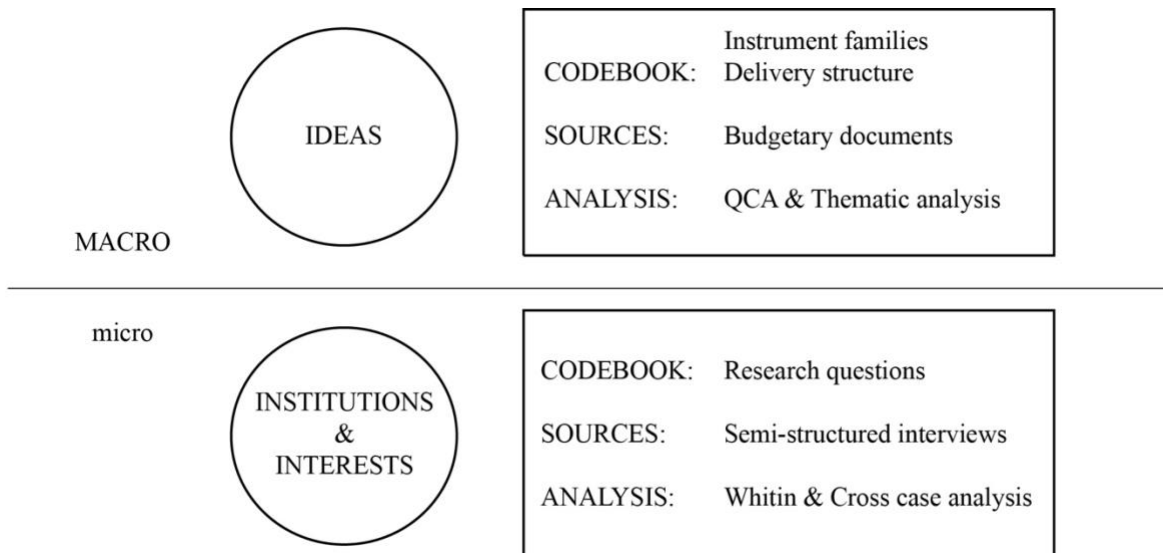 Instrument families
CODEBOOK: Delivery structure
IDEAS
SOURCES: Budgetary documents
ANALYSIS: QCA & Thematic analysis
MACRO
micro
CODEBOOK: Research questions
INSTITUTIONS
&
INTERESTS
SOURCES: Semi-structured interviews
ANALYSIS: Whitin & Cross case analysis